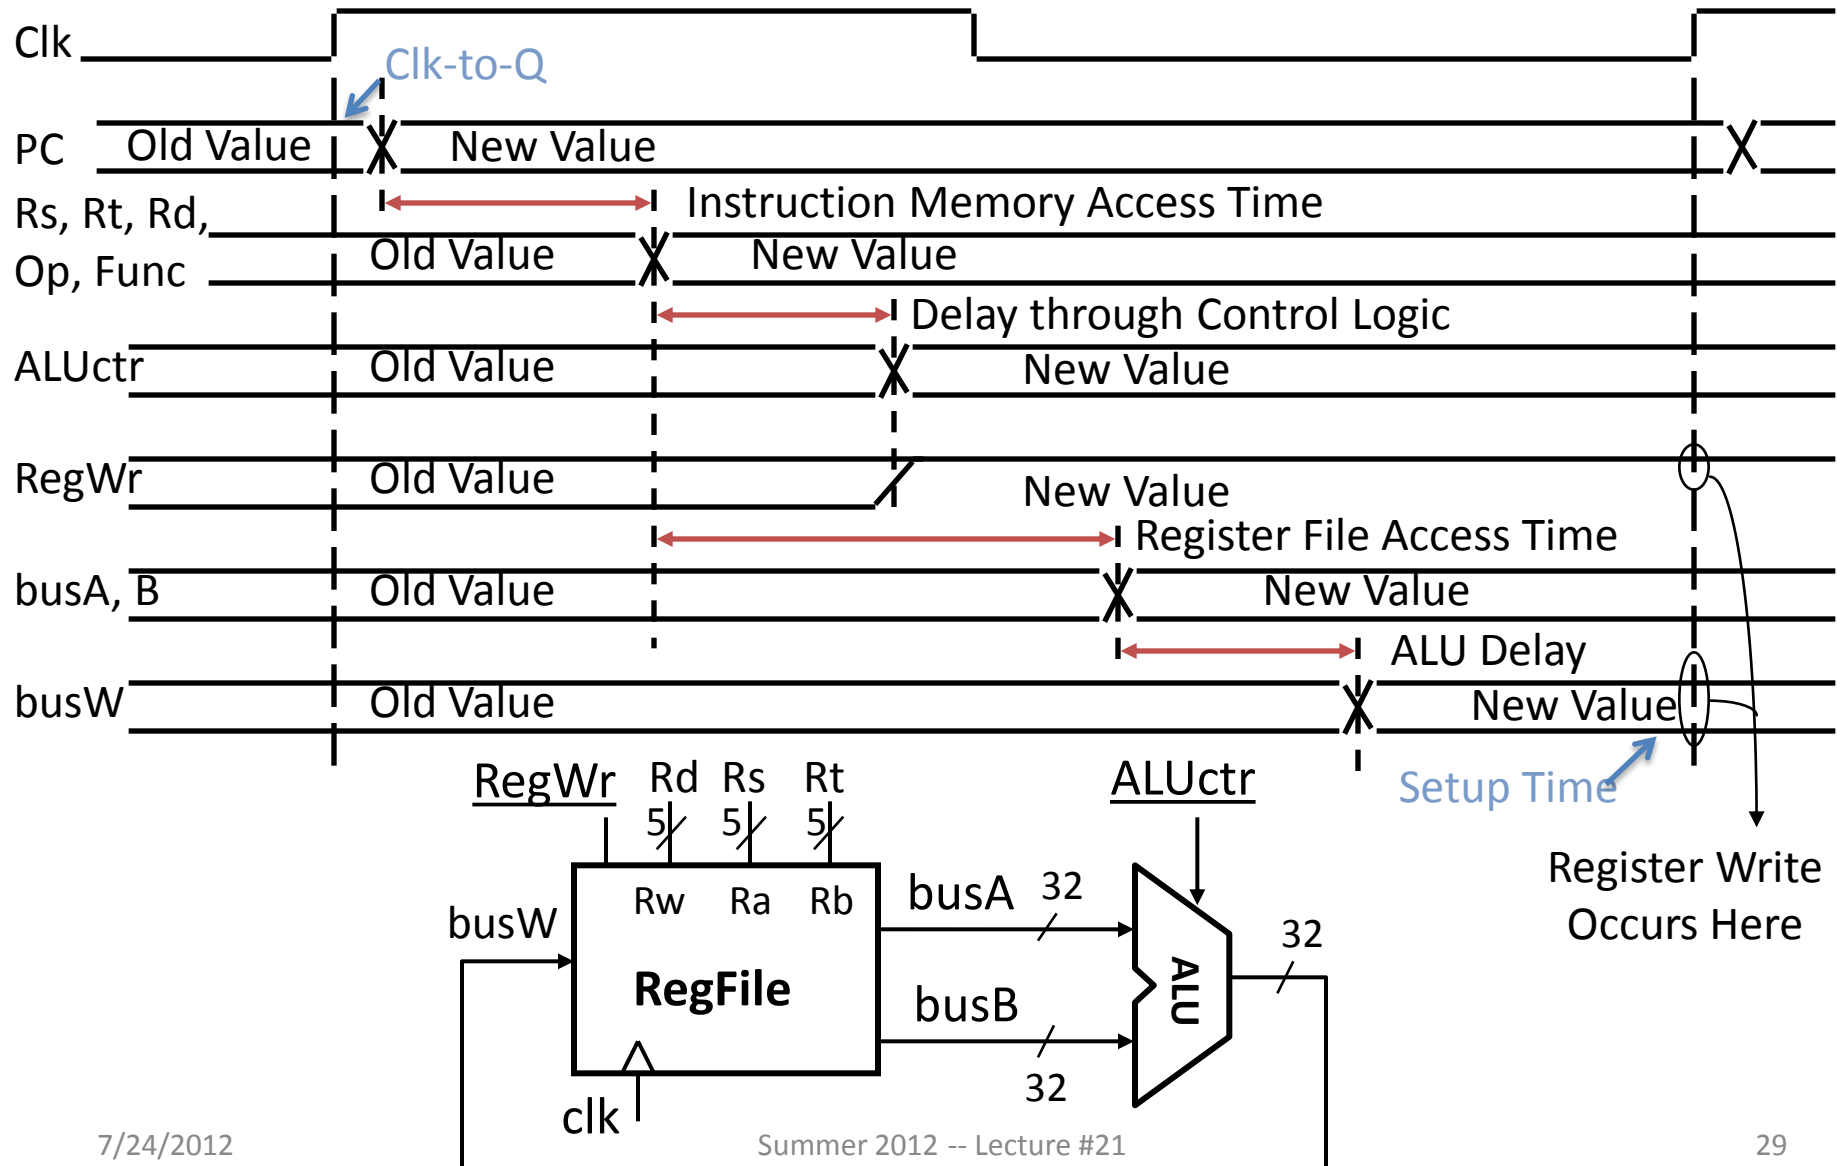 Clk
Clk-to-Q
PC Old Value New Value
Instruction Memory Access Time
Rs, Rt, Rd,
Op, Func Old Value New Value
Delay through Control Logic
ALUctr Old Value New Value
RegWr Old Value New Value
Register File Access Time
busA, B Old Value New Value
ALU Delay
busW Old Value New Value
Setup Time
Register Write
Occurs Here
RegWr Rd Rs Rt ALUctr
5 5 5
Rw Ra Rb
busW busA 32 32
RegFile ALU
busB
32
clk
7/24/2012 Summer 2012 -- Lecture #21 29